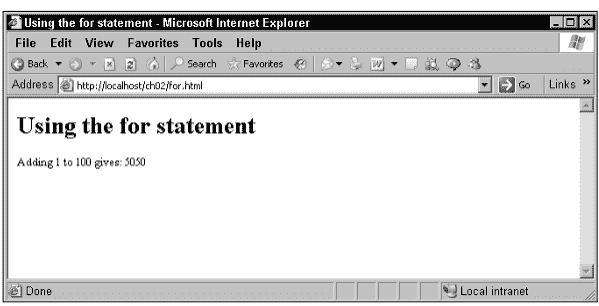 Using the for statement - Microsoft Internet Explorer
File Edit View Favorites Tools Help
Back Search Favorites
Address http://localhost/ch02/for.html Go Links »
Using the for statement
Adding 1 to 100 gives: 5050
Done Local intranet